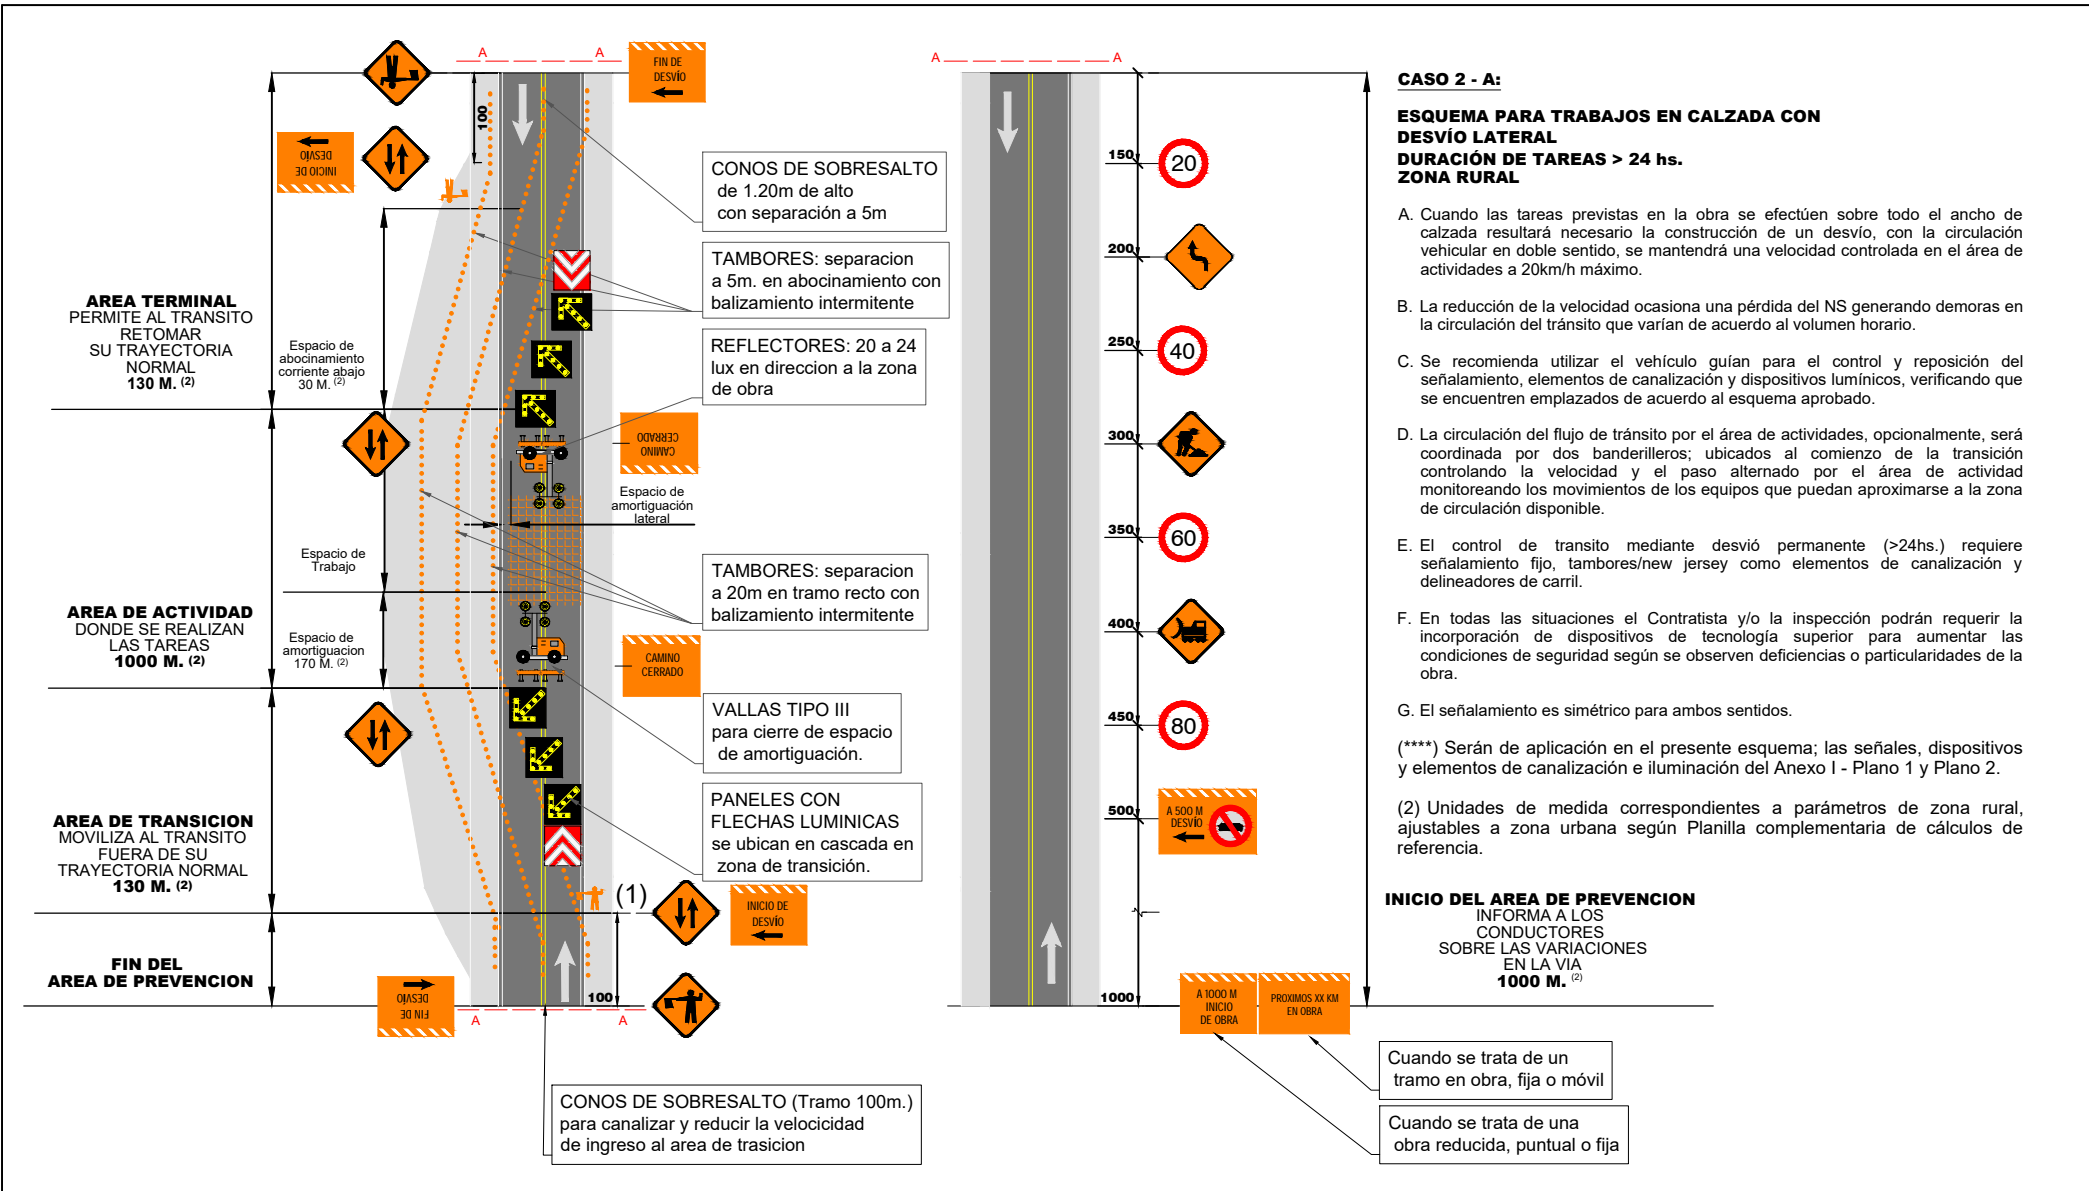 A
A
FIN DE
DESVÍO
100
INICIO DE
DESVÍO
AREA TERMINAL
PERMITE AL TRANSITO
RETOMAR
SU TRAYECTORIA
NORMAL
130 M. (2)
Espacio de
abocinamiento
corriente abajo
30 M. (2)
CONOS DE SOBRESALTO
de 1.20m de alto
con separación a 5m
TAMBORES: separacion
a 5m. en abocinamiento con
balizamiento intermitente
REFLECTORES: 20 a 24
lux en direccion a la zona
de obra
CAMINO
CERRADO
Espacio de
amortiguación
lateral
Espacio de
Trabajo
TAMBORES: separacion
a 20m en tramo recto con
balizamiento intermitente
AREA DE ACTIVIDAD
DONDE SE REALIZAN
LAS TAREAS
1000 M. (2)
Espacio de
amortiguacion
170 M. (2)
CAMINO
CERRADO
VALLAS TIPO III
para cierre de espacio
de amortiguación.
PANELES CON
FLECHAS LUMINICAS
se ubican en cascada en
zona de transición.
AREA DE TRANSICION
MOVILIZA AL TRANSITO
FUERA DE SU
TRAYECTORIA NORMAL
130 M. (2)
(1)
INICIO DE
DESVÍO
FIN DEL
AREA DE PREVENCION
FIN DE
DESVÍO
100
A
A
CONOS DE SOBRESALTO (Tramo 100m.)
para canalizar y reducir la velocicidad
de ingreso al area de trasicion
A
A
150
20
200
250
40
300
350
60
400
450
80
500
A 500 M
DESVÍO
1000
A 1000 M
INICIO
DE OBRA
PROXIMOS XX KM
EN OBRA
Cuando se trata de un
tramo en obra, fija o móvil
Cuando se trata de una
obra reducida, puntual o fija
CASO 2 - A:
ESQUEMA PARA TRABAJOS EN CALZADA CON
DESVÍO LATERAL
DURACIÓN DE TAREAS > 24 hs.
ZONA RURAL
A. Cuando las tareas previstas en la obra se efectúen sobre todo el ancho de
calzada resultará necesario la construcción de un desvío, con la circulación
vehicular en doble sentido, se mantendrá una velocidad controlada en el área de
actividades a 20km/h máximo.
B. La reducción de la velocidad ocasiona una pérdida del NS generando demoras en
la circulación del tránsito que varían de acuerdo al volumen horario.
C. Se recomienda utilizar el vehículo guían para el control y reposición del
señalamiento, elementos de canalización y dispositivos lumínicos, verificando que
se encuentren emplazados de acuerdo al esquema aprobado.
D. La circulación del flujo de tránsito por el área de actividades, opcionalmente, será
coordinada por dos banderilleros; ubicados al comienzo de la transición
controlando la velocidad y el paso alternado por el área de actividad
monitoreando los movimientos de los equipos que puedan aproximarse a la zona
de circulación disponible.
E. El control de transito mediante desvió permanente (>24hs.) requiere
señalamiento fijo, tambores/new jersey como elementos de canalización y
delineadores de carril.
F. En todas las situaciones el Contratista y/o la inspección podrán requerir la
incorporación de dispositivos de tecnología superior para aumentar las
condiciones de seguridad según se observen deficiencias o particularidades de la
obra.
G. El señalamiento es simétrico para ambos sentidos.
(****) Serán de aplicación en el presente esquema; las señales, dispositivos
y elementos de canalización e iluminación del Anexo I - Plano 1 y Plano 2.
(2) Unidades de medida correspondientes a parámetros de zona rural,
ajustables a zona urbana según Planilla complementaria de cálculos de
referencia.
INICIO DEL AREA DE PREVENCION
INFORMA A LOS
CONDUCTORES
SOBRE LAS VARIACIONES
EN LA VIA
1000 M. (2)